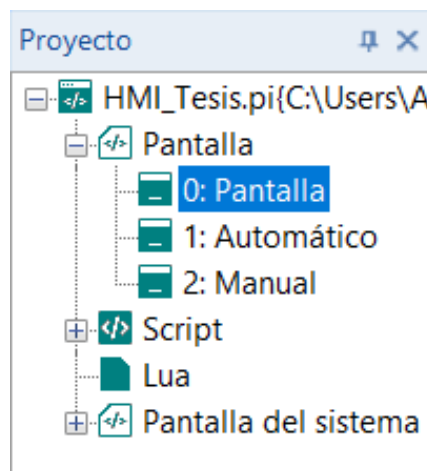 Proyecto
HMI_Tesis.pi{C:\Users\A
Pantalla
0: Pantalla
1: Automático
2: Manual
Script
Lua
Pantalla del sistema